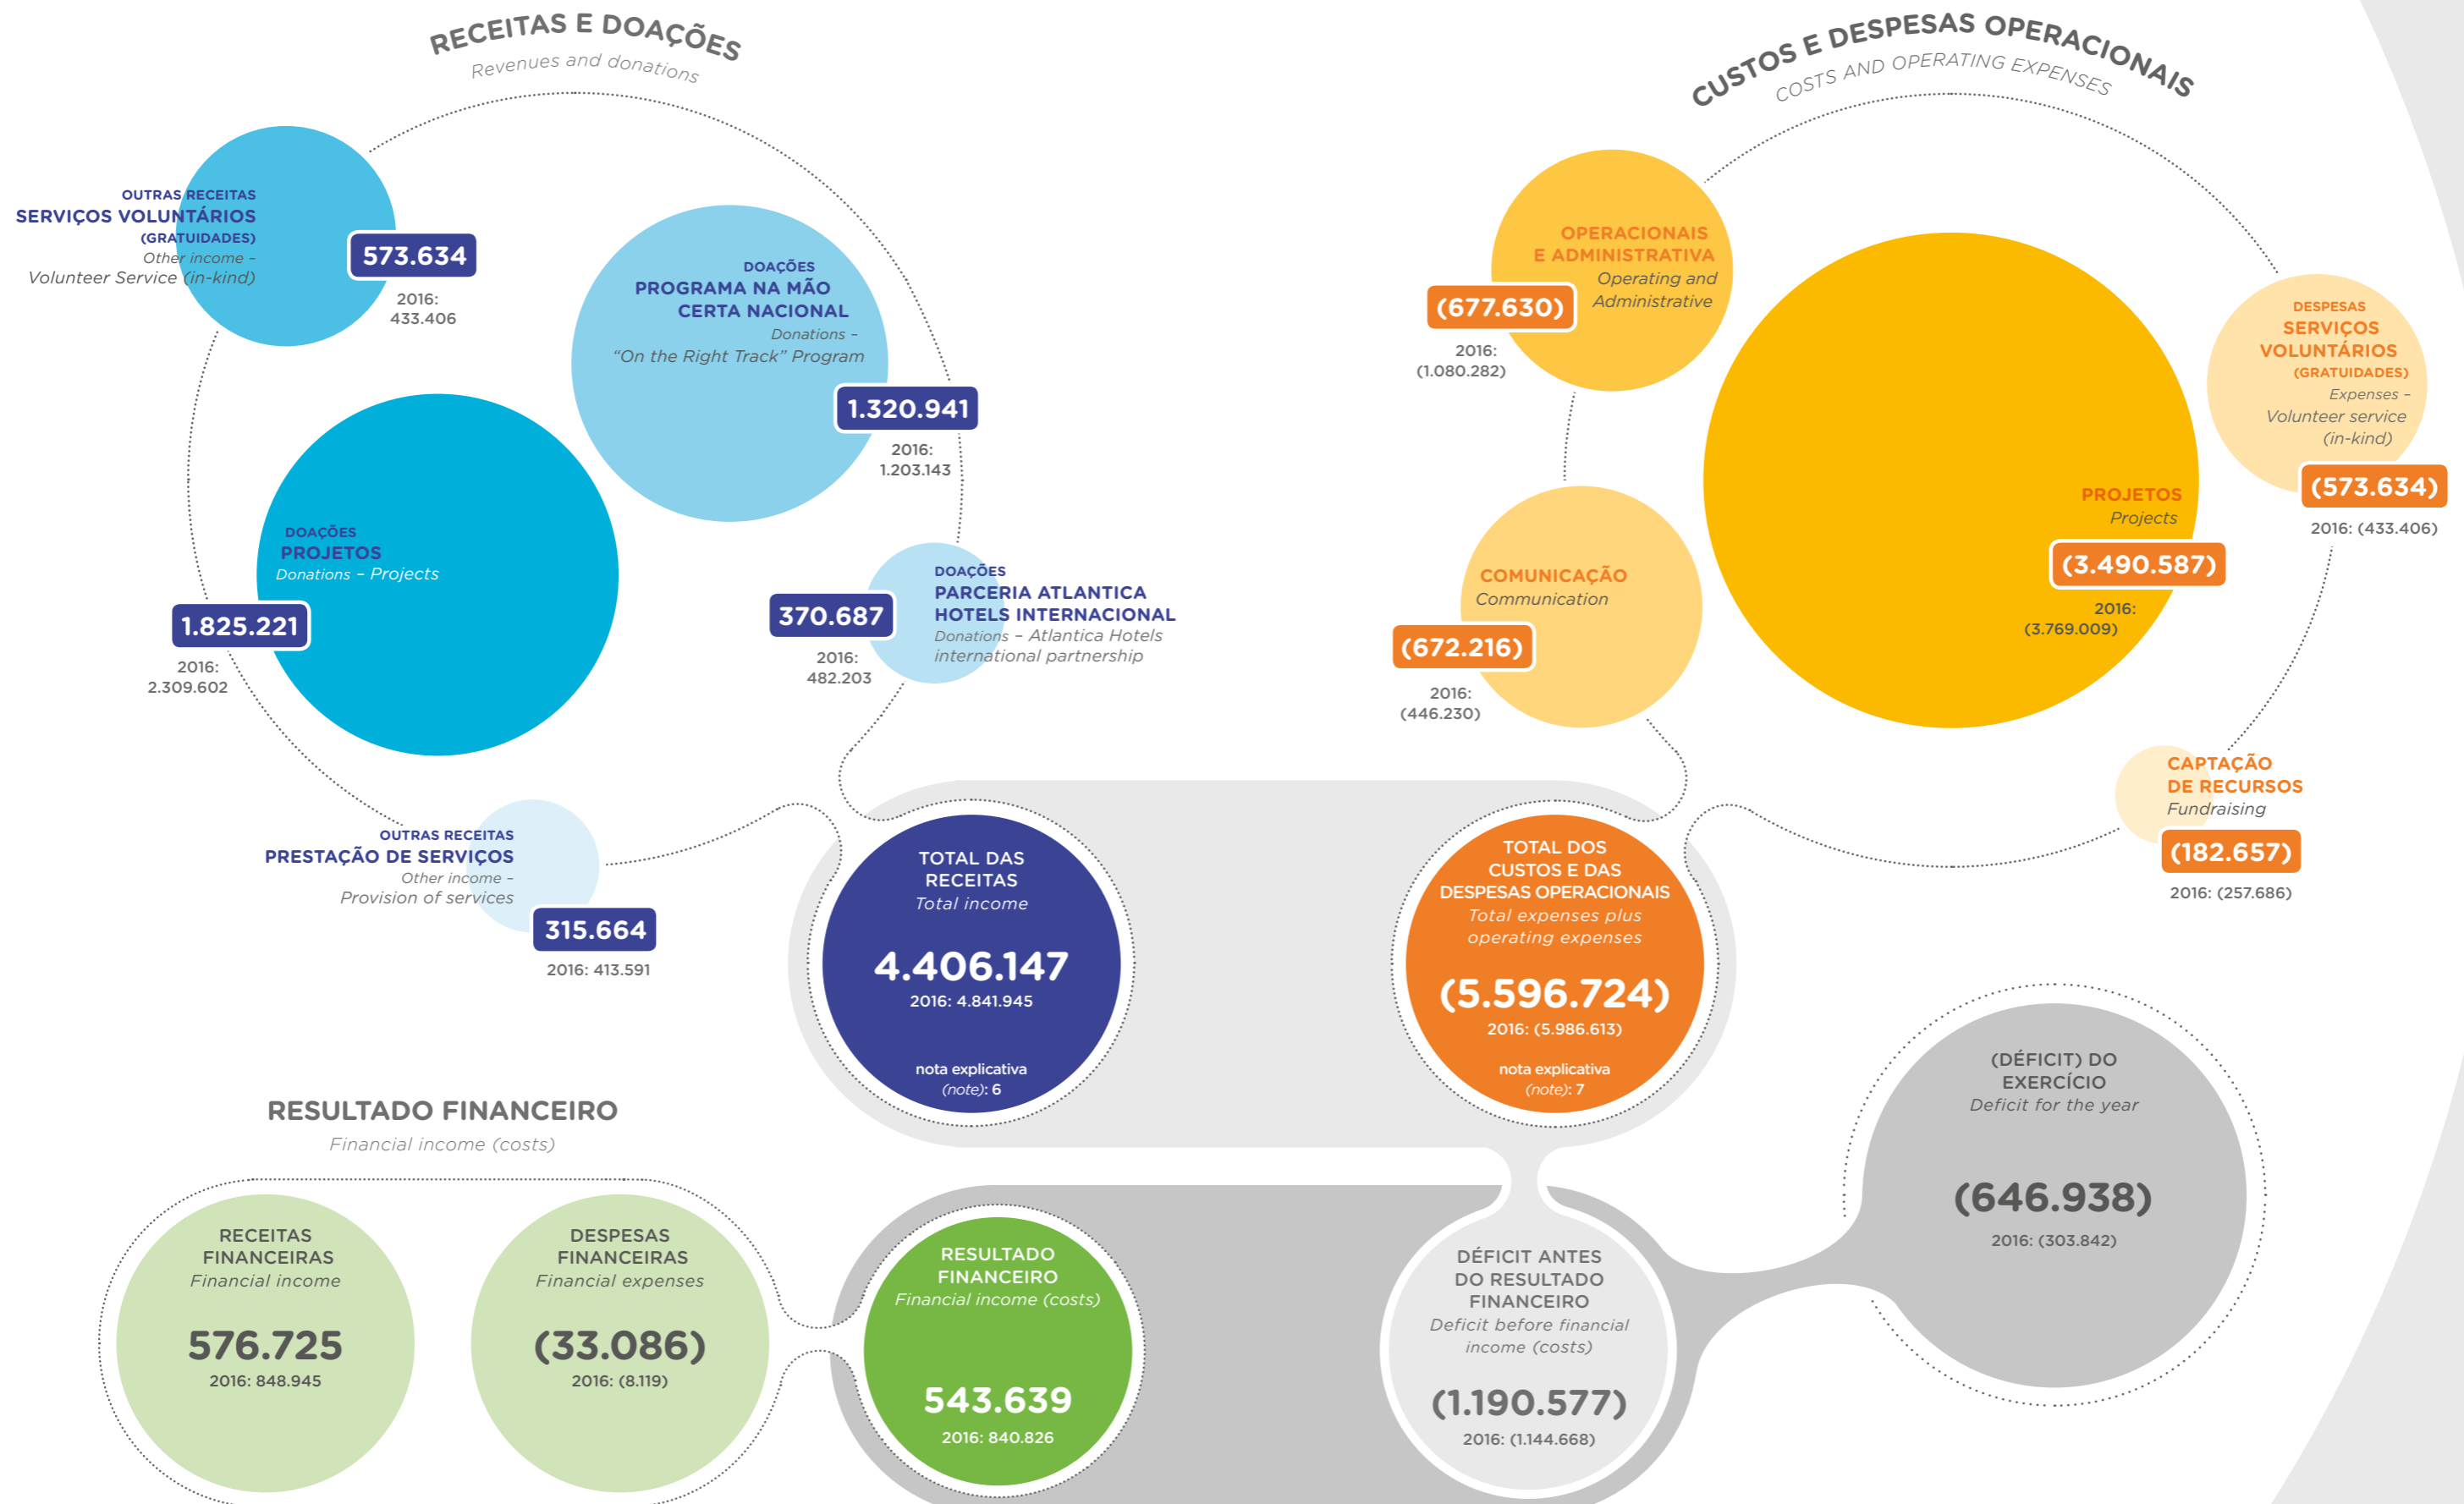 RECEITAS E DOAÇÕES
Revenues and donations
OUTRAS RECEITAS
SERVIÇOS VOLUNTÁRIOS
(GRATUIDADES)
Other income –
Volunteer Service (in-kind)
573.634
2016:
433.406
DOAÇÕES
PROGRAMA NA MÃO
CERTA NACIONAL
Donations –
“On the Right Track” Program
1.320.941
2016:
1.203.143
DOAÇÕES
PROJETOS
Donations – Projects
1.825.221
2016:
2.309.602
DOAÇÕES
PARCERIA ATLANTICA
HOTELS INTERNACIONAL
Donations – Atlantica Hotels
international partnership
370.687
2016:
482.203
OUTRAS RECEITAS
PRESTAÇÃO DE SERVIÇOS
Other income –
Provision of services
315.664
2016: 413.591
TOTAL DAS
RECEITAS
Total income
4.406.147
2016: 4.841.945
nota explicativa
(note): 6
CUSTOS E DESPESAS OPERACIONAIS
COSTS AND OPERATING EXPENSES
OPERACIONAIS
E ADMINISTRATIVA
Operating and
Administrative
(677.630)
2016:
(1.080.282)
DESPESAS
SERVIÇOS
VOLUNTÁRIOS
(GRATUIDADES)
Expenses –
Volunteer service
(in-kind)
(573.634)
2016: (433.406)
PROJETOS
Projects
(3.490.587)
2016:
(3.769.009)
COMUNICAÇÃO
Communication
(672.216)
2016:
(446.230)
CAPTAÇÃO
DE RECURSOS
Fundraising
(182.657)
2016: (257.686)
TOTAL DOS
CUSTOS E DAS
DESPESAS OPERACIONAIS
Total expenses plus
operating expenses
(5.596.724)
2016: (5.986.613)
nota explicativa
(note): 7
RESULTADO FINANCEIRO
Financial income (costs)
RECEITAS
FINANCEIRAS
Financial income
576.725
2016: 848.945
DESPESAS
FINANCEIRAS
Financial expenses
(33.086)
2016: (8.119)
RESULTADO
FINANCEIRO
Financial income (costs)
543.639
2016: 840.826
DÉFICIT ANTES
DO RESULTADO
FINANCEIRO
Deficit before financial
income (costs)
(1.190.577)
2016: (1.144.668)
(DÉFICIT) DO
EXERCÍCIO
Deficit for the year
(646.938)
2016: (303.842)